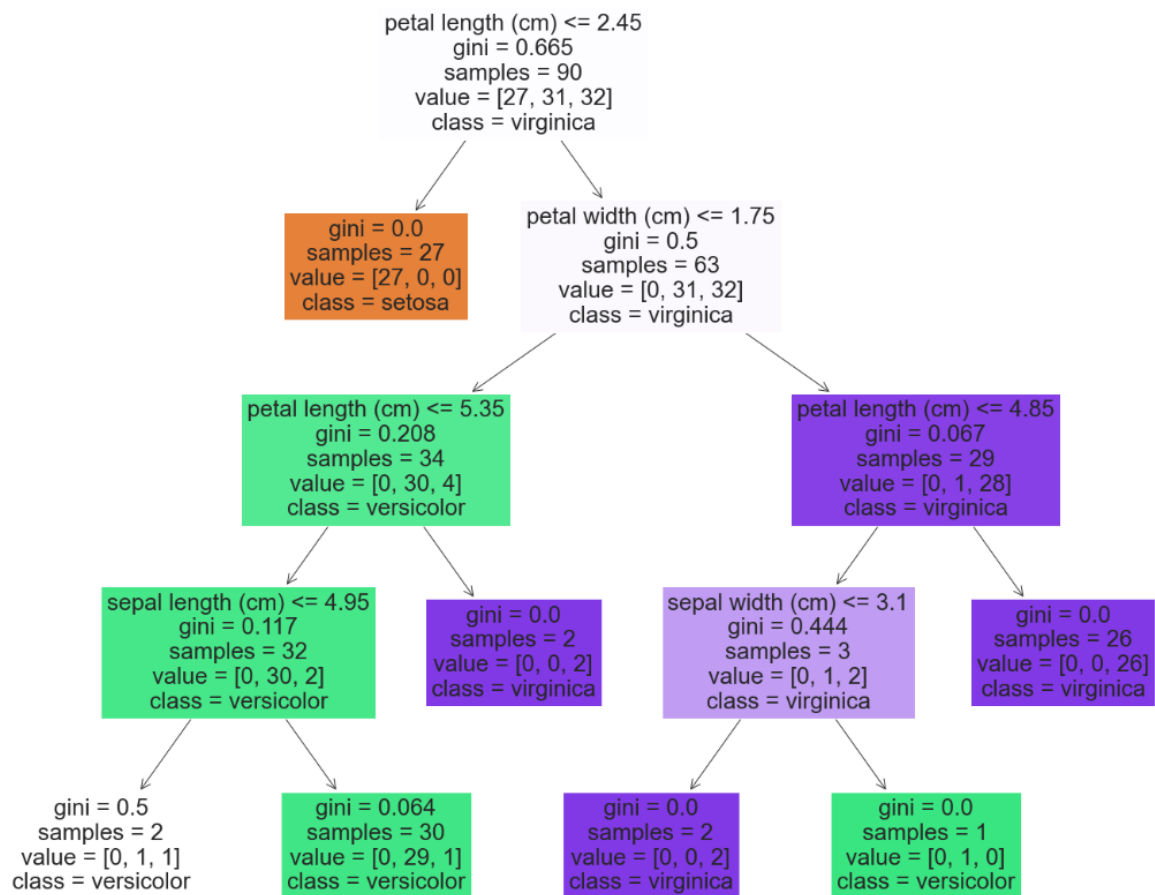 petal length (cm) <= 2.45
gini = 0.665
samples = 90
value = [27, 31, 32]
class = virginica
gini = 0.0
samples = 27
value = [27, 0, 0]
class = setosa
petal width (cm) <= 1.75
gini = 0.5
samples = 63
value = [0, 31, 32]
class = virginica
petal length (cm) <= 5.35
gini = 0.208
samples = 34
value = [0, 30, 4]
class = versicolor
petal length (cm) <= 4.85
gini = 0.067
samples = 29
value = [0, 1, 28]
class = virginica
sepal length (cm) <= 4.95
gini = 0.117
samples = 32
value = [0, 30, 2]
class = versicolor
gini = 0.0
samples = 2
value = [0, 0, 2]
class = virginica
sepal width (cm) <= 3.1
gini = 0.444
samples = 3
value = [0, 1, 2]
class = virginica
gini = 0.0
samples = 26
value = [0, 0, 26]
class = virginica
gini = 0.5
samples = 2
value = [0, 1, 1]
class = versicolor
gini = 0.064
samples = 30
value = [0, 29, 1]
class = versicolor
gini = 0.0
samples = 2
value = [0, 0, 2]
class = virginica
gini = 0.0
samples = 1
value = [0, 1, 0]
class = versicolor